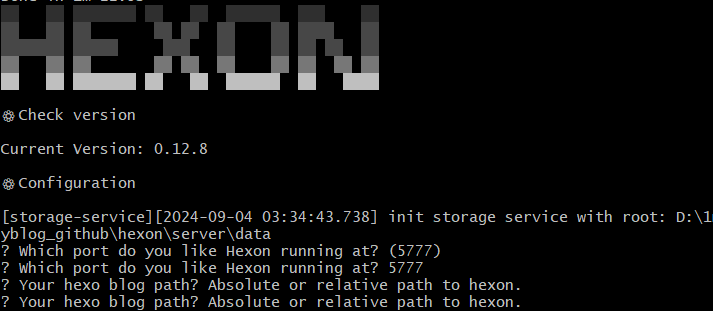 HEXON
Check version
Current Version: 0.12.8
Configuration
[storage-service][2024-09-04 03:34:43.738] init storage service with root: D:\1
yblog_github\hexon\server\data
? Which port do you like Hexon running at? (5777)
? Which port do you like Hexon running at? 5777
? Your hexo blog path? Absolute or relative path to hexon.
? Your hexo blog path? Absolute or relative path to hexon.